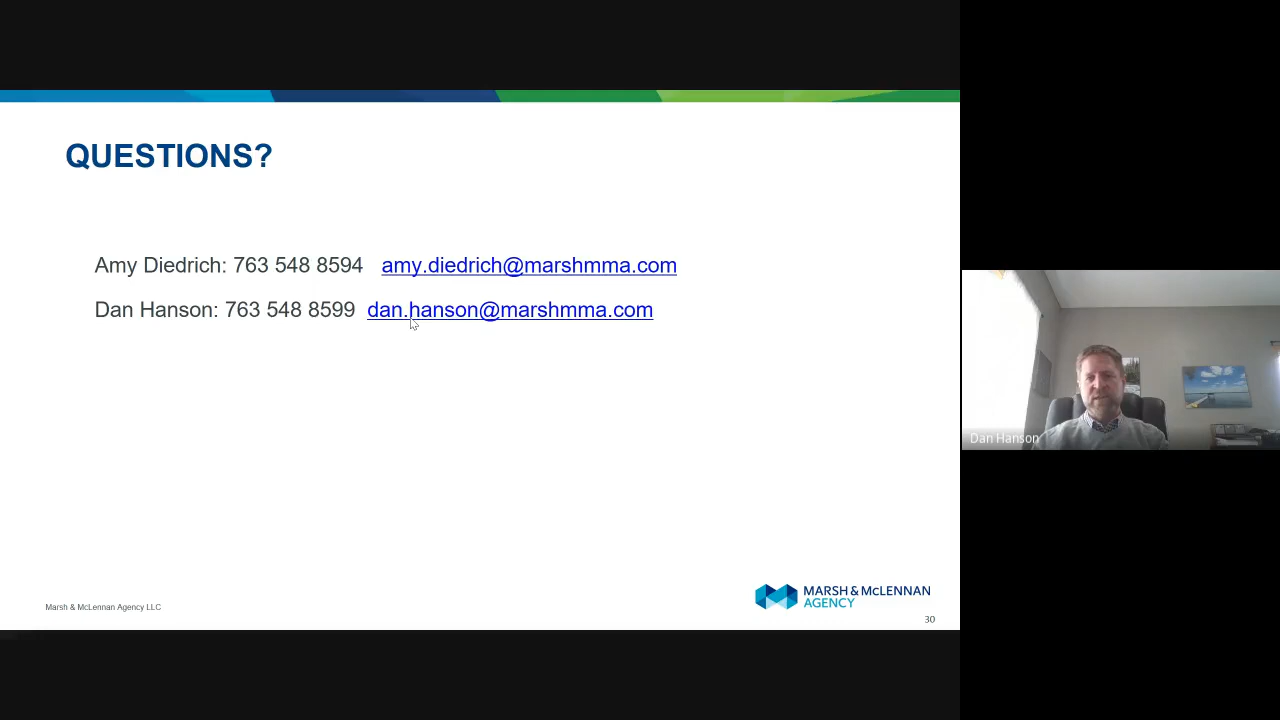 QUESTIONS?
Amy Diedrich: 763 548 8594 amy.diedrich@marshmma.com
Dan Hanson: 763 548 8599 dan.hanson@marshmma.com
Dan Hanson
Marsh & McLennan Agency LLC
MARSH & McLENNAN
AGENCY
30